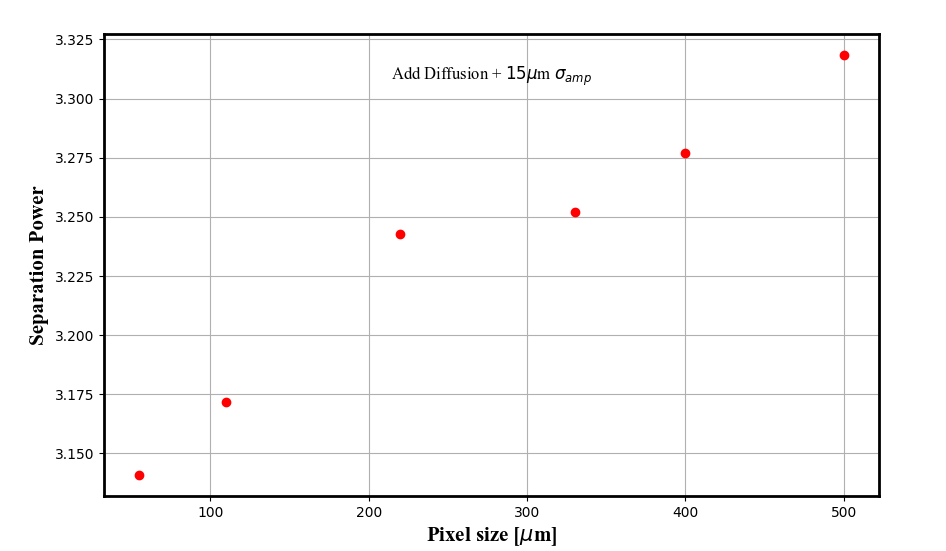 Add Diffusion + 15μm σ_amp
3.325
3.300
3.275
3.250
3.225
3.200
3.175
3.150
Separation Power
100 200 300 400 500
Pixel size [μm]